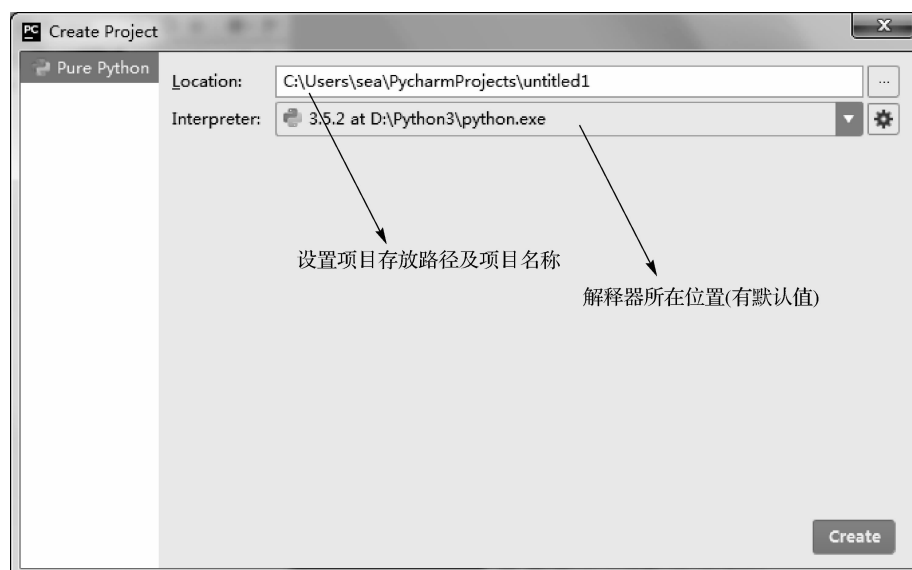 PC Create Project
Pure Python
Location: C:\Users\sea\PycharmProjects\untitled1 ...
Interpreter: 3.5.2 at D:\Python3\python.exe
设置项目存放路径及项目名称
解释器所在位置(有默认值)
Create